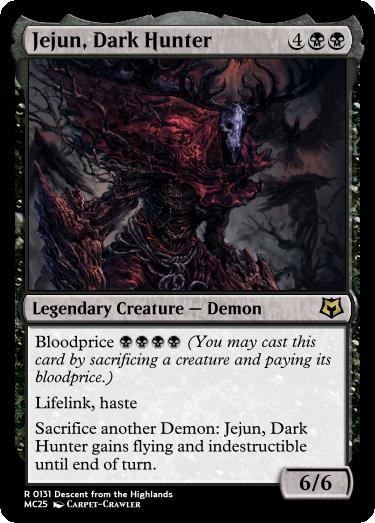 Jejun, Dark Hunter 4
Legendary Creature — Demon
Bloodprice (You may cast this
card by sacrificing a creature and paying its
bloodprice.)
Lifelink, haste
Sacrifice another Demon: Jejun, Dark
Hunter gains flying and indestructible
until end of turn.
6/6
R 0131 Descent from the Highlands
MC25 Carpet-Crawler